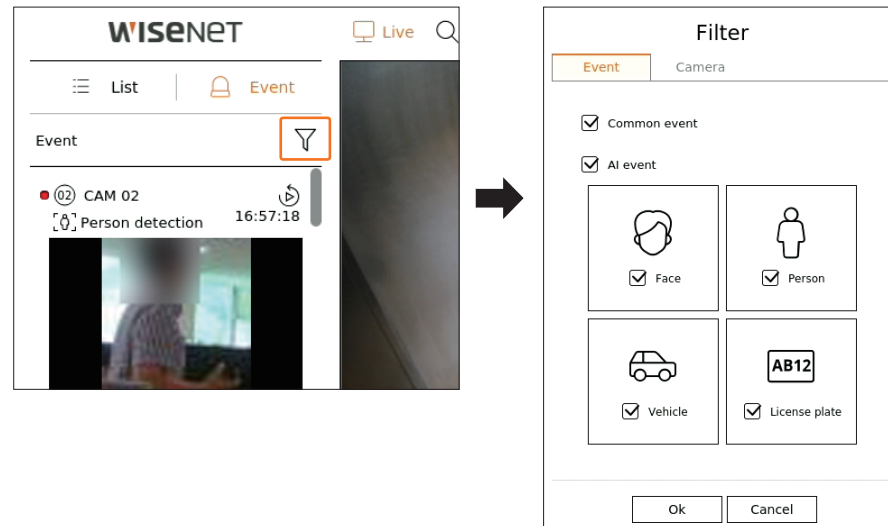 WISENET
Live
List
Event
Event
02 CAM 02
Person detection
16:57:18
Filter
Event
Camera
Common event
AI event
Face
Person
Vehicle
AB12
License plate
Ok
Cancel